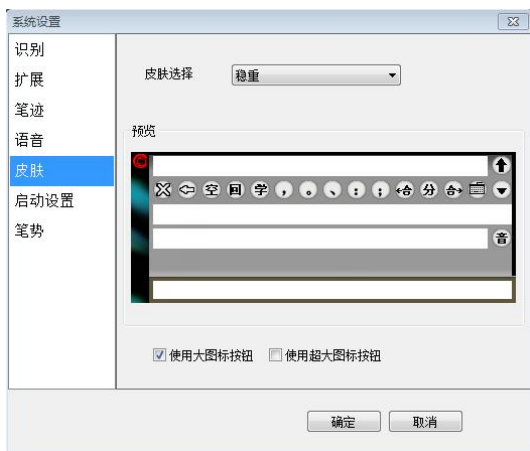 系统设置
识别
扩展
笔迹
语音
皮肤
启动设置
笔势
皮肤选择 稳重
预览
空 回 学 , 。 、 : ; 合 分 合
音
使用大图标按钮 使用超大图标按钮
确定 取消